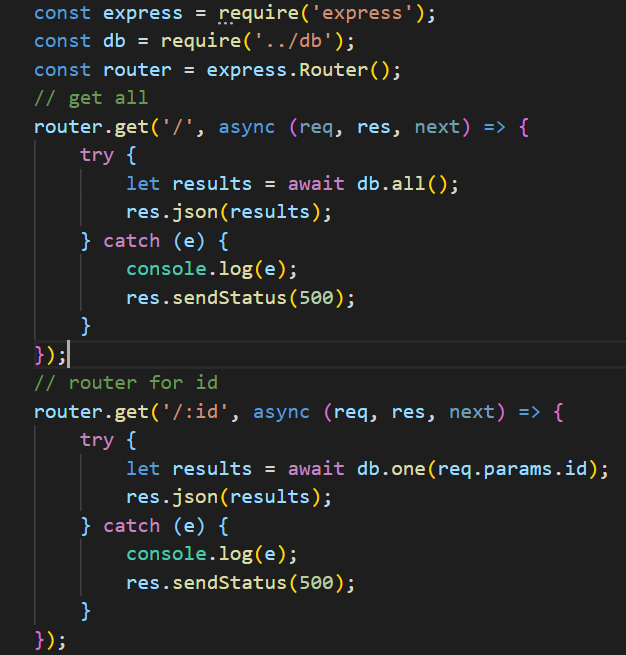 const express = require('express');
const db = require('../db');
const router = express.Router();
// get all
router.get('/', async (req, res, next) => {
    try {
        let results = await db.all();
        res.json(results);
    } catch (e) {
        console.log(e);
        res.sendStatus(500);
    }
});
// router for id
router.get('/:id', async (req, res, next) => {
    try {
        let results = await db.one(req.params.id);
        res.json(results);
    } catch (e) {
        console.log(e);
        res.sendStatus(500);
    }
});